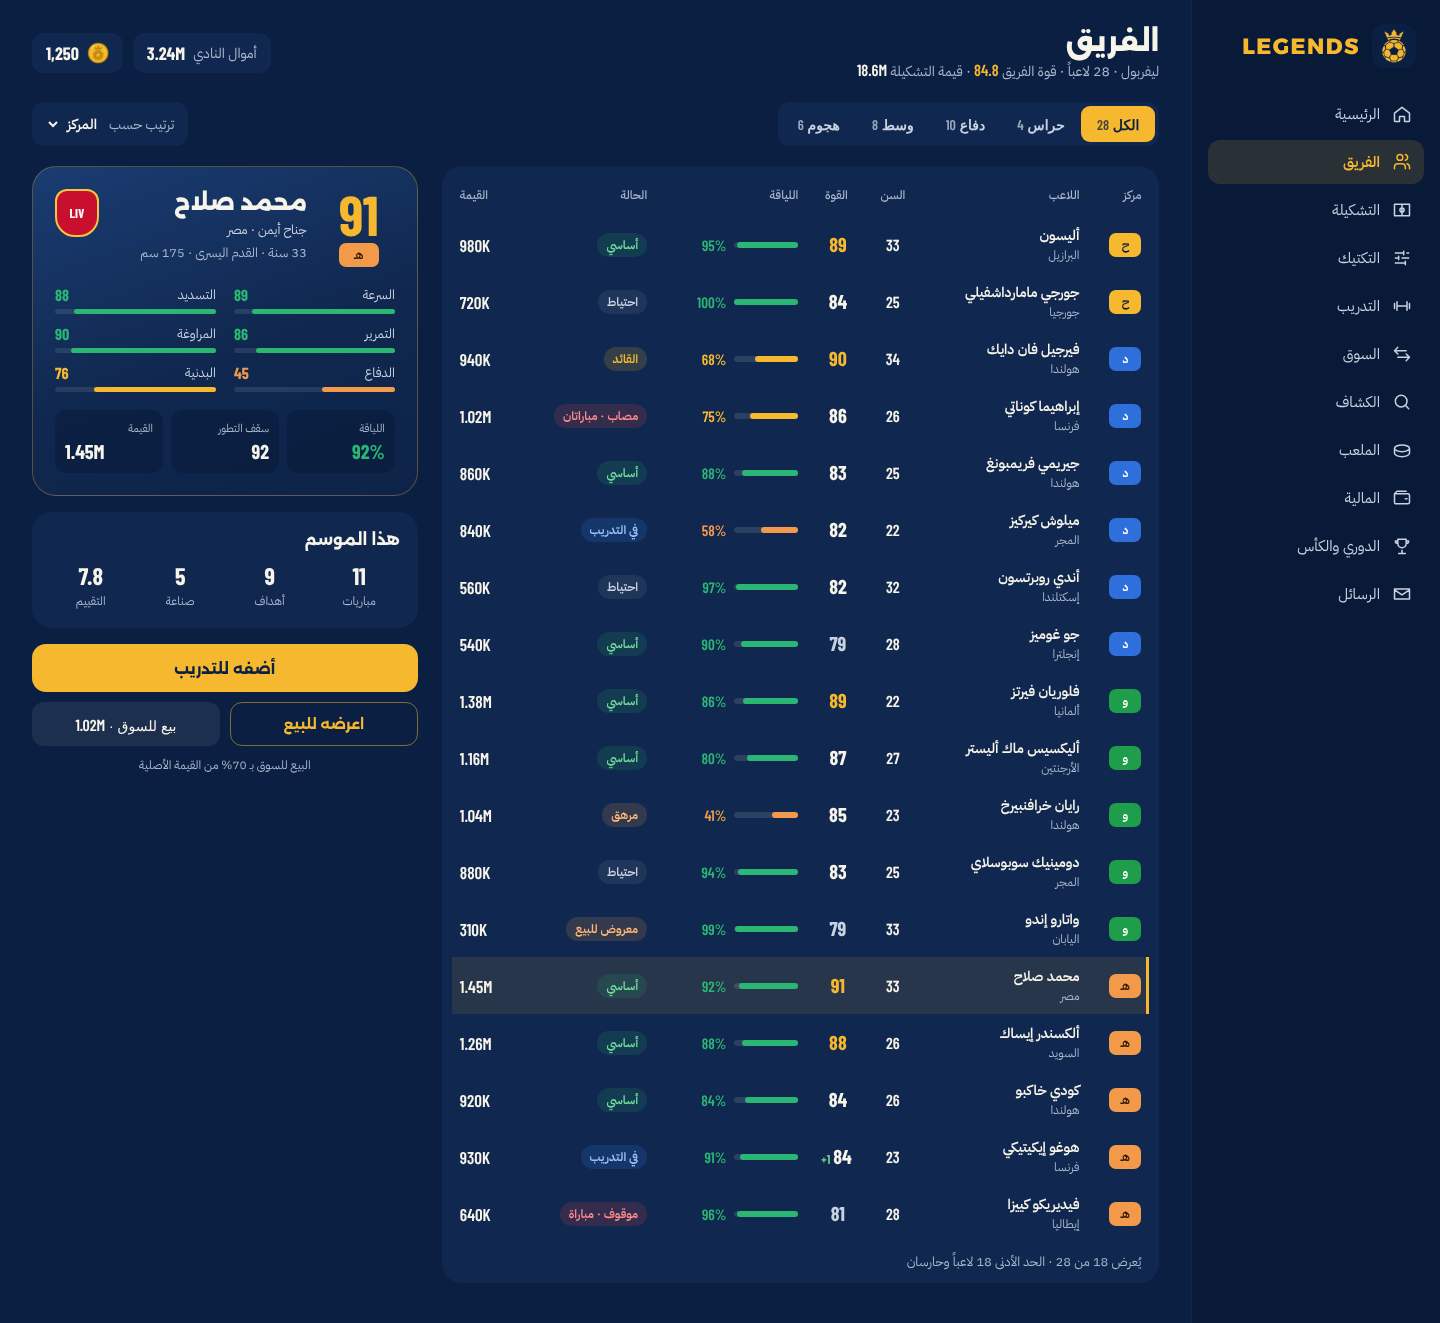 LEGENDS
الرئيسية
الفريق
التشكيلة
التكتيك
التدريب
السوق
الكشاف
الملعب
المالية
الدوري والكأس
الرسائل
الفريق
ليفربول · 28 لاعباً · قوة الفريق 84.8 · قيمة التشكيلة 18.6M
أموال النادي 3.24M
1,250
الكل 28 حراس 4 دفاع 10 وسط 8 هجوم 6
ترتيب حسب المركز
مركز اللاعب السن القوة اللياقة الحالة القيمة
ح أليسون 33 89 95% أساسي 980K
البرازيل
ح جورجي مامارداشفيلي 25 84 100% احتياط 720K
جورجيا
د فيرجيل فان دايك 34 90 68% القائد 940K
هولندا
د إبراهيما كوناتي 26 86 75% مصاب · مباراتان 1.02M
فرنسا
د جيريمي فريمبونغ 25 83 88% أساسي 860K
هولندا
د ميلوش كيركيز 22 82 58% في التدريب 840K
المجر
د أندي روبرتسون 32 82 97% احتياط 560K
إسكتلندا
د جو غوميز 28 79 90% أساسي 540K
إنجلترا
و فلوريان فيرتز 22 89 86% أساسي 1.38M
ألمانيا
و أليكسيس ماك أليستر 27 87 80% أساسي 1.16M
الأرجنتين
و رايان خرافنبيرخ 23 85 41% مرهق 1.04M
هولندا
و دومينيك سوبوسلاي 25 83 94% احتياط 880K
المجر
و واتارو إندو 33 79 99% معروض للبيع 310K
اليابان
هـ محمد صلاح 33 91 92% أساسي 1.45M
مصر
هـ ألكسندر إيساك 26 88 88% أساسي 1.26M
السويد
هـ كودي خاكبو 26 84 84% أساسي 920K
هولندا
هـ هوغو إيكيتيكي 23 84 +1 91% في التدريب 930K
فرنسا
هـ فيديريكو كييزا 28 81 96% موقوف · مباراة 640K
إيطاليا
يُعرض 18 من 28 · الحد الأدنى 18 لاعباً وحارسان
91 محمد صلاح LIV
جناح أيمن · مصر
هـ 33 سنة · القدم اليسرى · 175 سم
السرعة 89 التسديد 88
التمرير 86 المراوغة 90
الدفاع 45 البدنية 76
اللياقة سقف التطور القيمة
92% 92 1.45M
هذا الموسم
11 9 5 7.8
مباريات أهداف صناعة التقييم
أضفه للتدريب
اعرضه للبيع
بيع للسوق · 1.02M
البيع للسوق بـ 70% من القيمة الأصلية